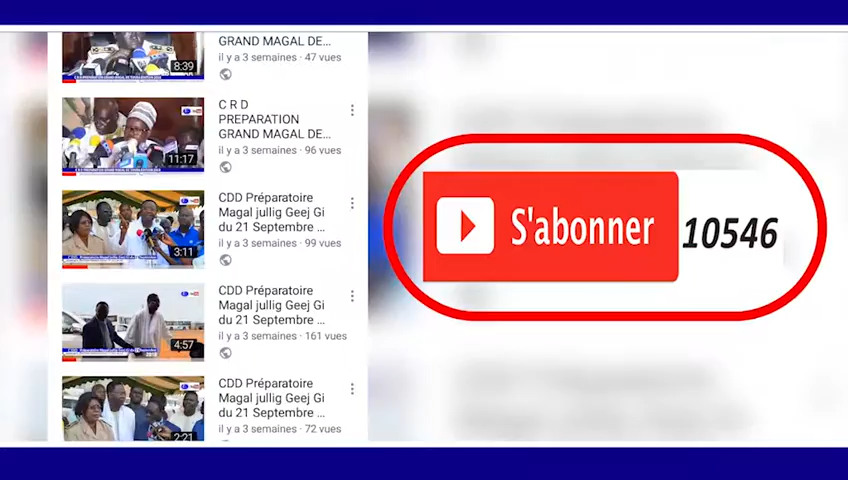 GRAND MAGAL DE...
il y a 3 semaines · 47 vues
8:39
C R D
PREPARATION
GRAND MAGAL DE...
il y a 3 semaines · 96 vues
11:17
CDD Préparatoire
Magal jullig Geej Gi
du 21 Septembre ...
il y a 3 semaines · 99 vues
3:11
CDD Préparatoire
Magal jullig Geej Gi
du 21 Septembre ...
il y a 3 semaines · 161 vues
4:57
CDD Préparatoire
Magal jullig Geej Gi
du 21 Septembre ...
il y a 3 semaines · 72 vues
2:21
S'abonner
10546